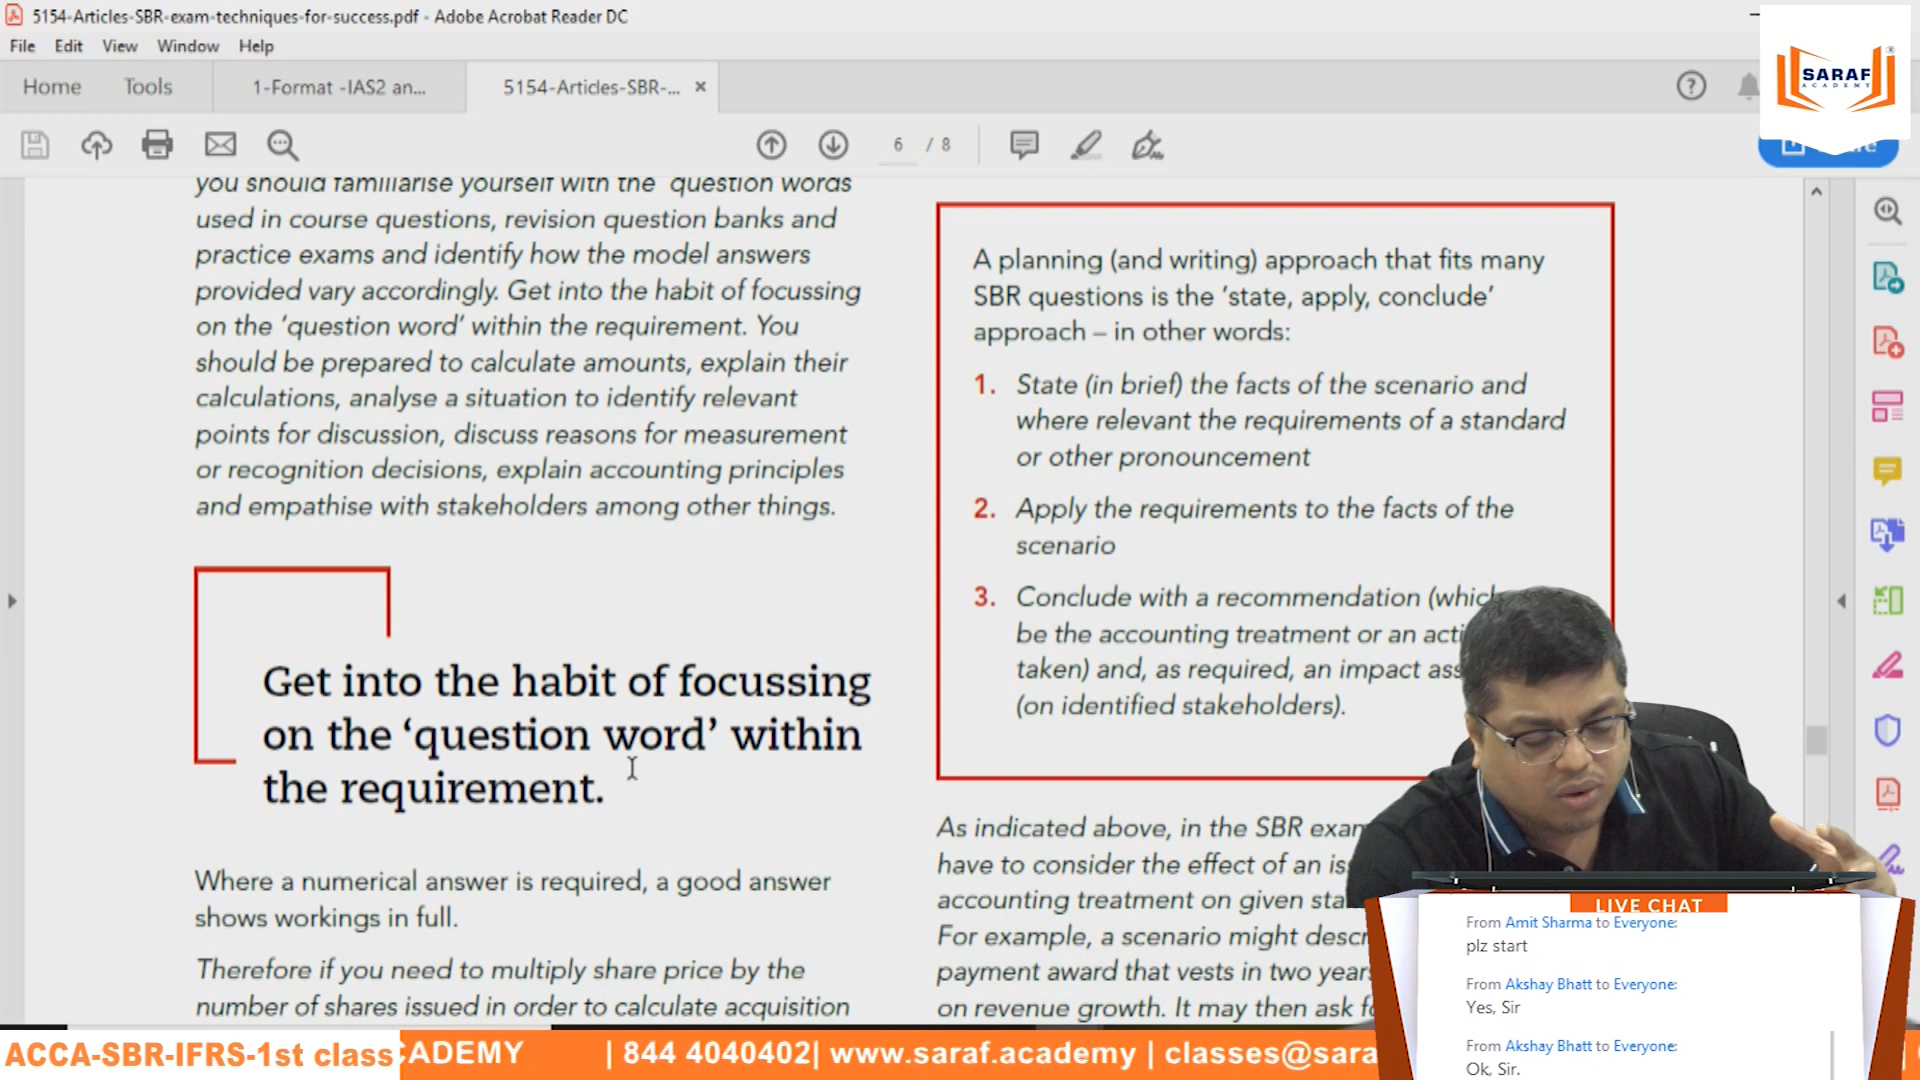 5154-Articles-SBR-exam-techniques-for-success.pdf - Adobe Acrobat Reader DC
File Edit View Window Help
Home Tools 1-Format -IAS2 an... 5154-Articles-SBR-... ×
SARAF
ACADEMY
6 / 8
you should familiarise yourself with the 'question words
used in course questions, revision question banks and
practice exams and identify how the model answers
provided vary accordingly. Get into the habit of focussing
on the 'question word' within the requirement. You
should be prepared to calculate amounts, explain their
calculations, analyse a situation to identify relevant
points for discussion, discuss reasons for measurement
or recognition decisions, explain accounting principles
and empathise with stakeholders among other things.
Get into the habit of focussing
on the 'question word' within
the requirement.
Where a numerical answer is required, a good answer
shows workings in full.
Therefore if you need to multiply share price by the
number of shares issued in order to calculate acquisition
A planning (and writing) approach that fits many
SBR questions is the 'state, apply, conclude'
approach – in other words:
1. State (in brief) the facts of the scenario and
where relevant the requirements of a standard
or other pronouncement
2. Apply the requirements to the facts of the
scenario
3. Conclude with a recommendation (which
be the accounting treatment or an acti
taken) and, as required, an impact ass
(on identified stakeholders).
As indicated above, in the SBR exam
have to consider the effect of an is
accounting treatment on given sta
For example, a scenario might descr
payment award that vests in two years
on revenue growth. It may then ask f
LIVE CHAT
From Amit Sharma to Everyone:
plz start
From Akshay Bhatt to Everyone:
Yes, Sir
From Akshay Bhatt to Everyone:
Ok, Sir.
ACCA-SBR-IFRS-1st class CADEMY | 844 4040402| www.saraf.academy | classes@sara